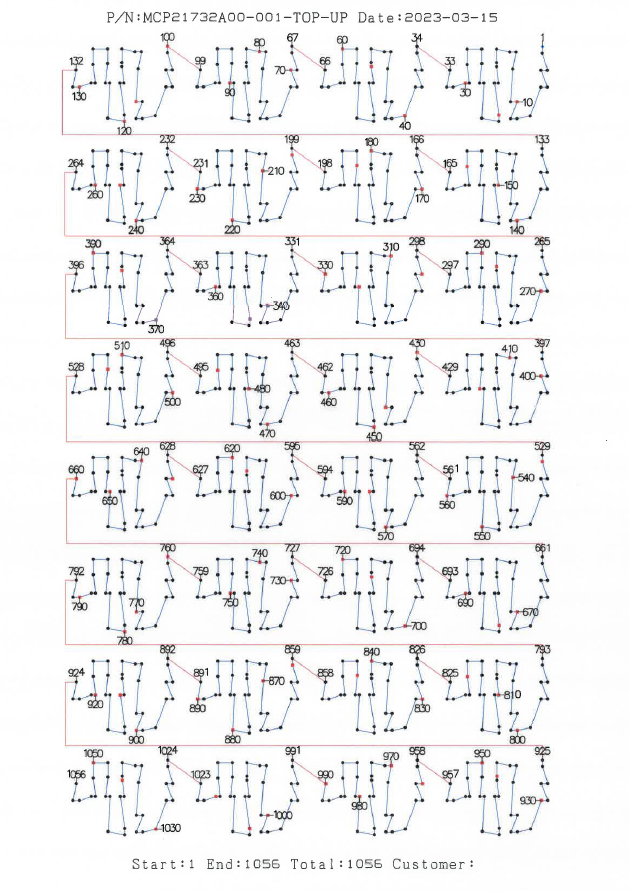 P/N:MCP21732A00-001-TOP-UP Date:2023-03-15
100 80 67 60 34 1
132 99 70 66 33
130 90 30 10
120 40
232 199 180 166 133
264 231 210 198 165
260 230 170 150
240 220 140
390 364 331 310 298 290 265
396 363 330 297
360 340 270
370
510 496 463 430 410 397
528 495 462 429 400
500 480 460
470 450
640 628 620 595 562 529
660 627 594 561 540
650 600 590 560
570 550
760 740 727 720 694 661
792 759 730 726 693
790 770 750 690 670
780 700
892 859 840 826 793
924 891 870 858 825
920 890 830 810
900 880 800
1050 1024 991 970 958 950 925
1056 1023 990 957
980 930
1030 1000
Start:1 End:1056 Total:1056 Customer: